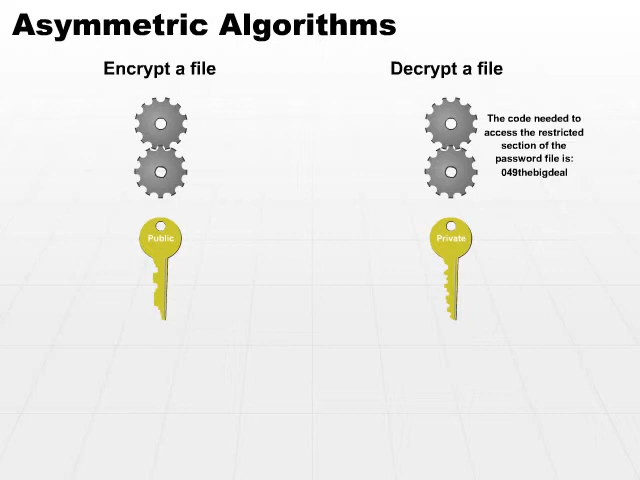 Asymmetric Algorithms
Encrypt a file
Decrypt a file
The code needed to
access the restricted
section of the
password file is:
049thebigdeal
Public
Private